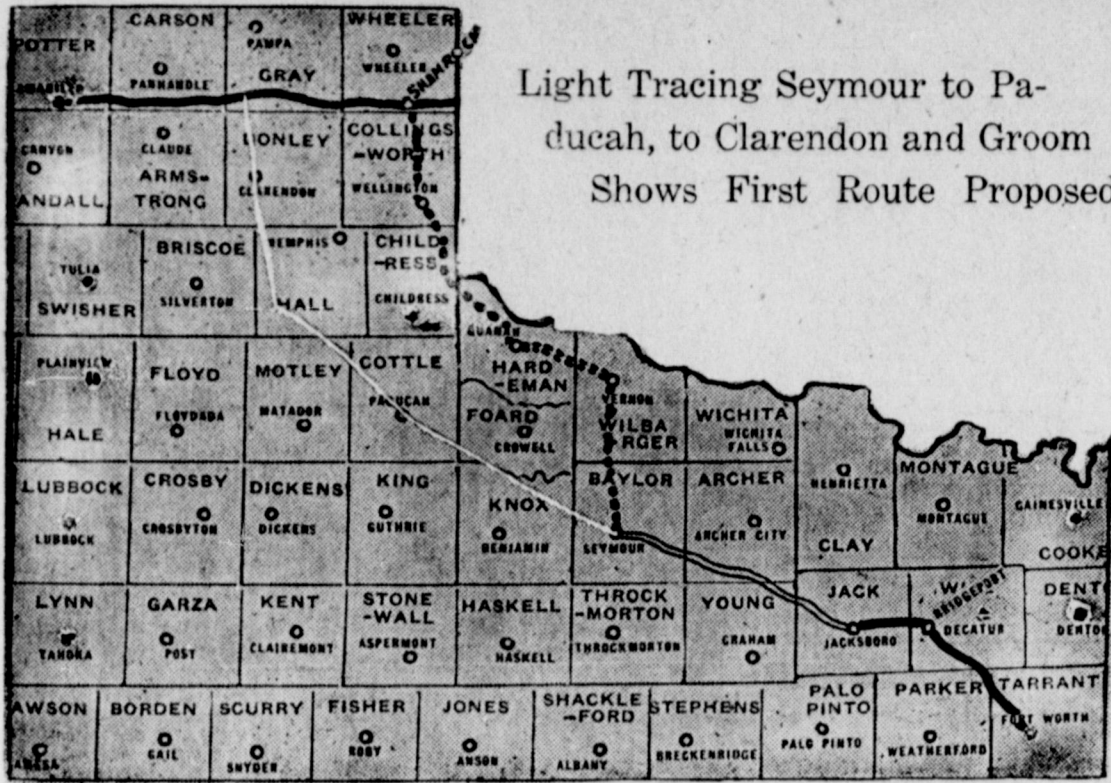 CARSON
WHEELER
POTTER
PAMPA
PANHANDLE
GRAY
WHEELER
SHAMROCK
Light Tracing Seymour to Pa-
ducah, to Clarendon and Groom
Shows First Route Proposed
CANYON
CLAUDE
DONLEY
COLLINGS
-WORTH
ANDALL
ARMS-
TRONG
CLARENDON
WELLINGTON
BRISCOE
MEMPHIS
CHILD
-RESS
TULIA
SWISHER
SILVERTON
HALL
CHILDRESS
QUANAH
PLAINVIEW
FLOYD
MOTLEY
COTTLE
HARD
-EMAN
HALE
FLOYDADA
MATADOR
PADUCAH
FOARD
CROWELL
VERNON
WILBA
-RGER
WICHITA
WICHITA
FALLS
LUBBOCK
CROSBY
DICKENS
KING
KNOX
BAYLOR
ARCHER
HENRIETTA
MONTAGUE
GAINESVILLE
LUBBOCK
CROSBYTON
DICKENS
GUTHRIE
BENJAMIN
SEYMOUR
ARCHER CITY
CLAY
MONTAGUE
COOKE
LYNN
GARZA
KENT
STONE
-WALL
HASKELL
THROCK
-MORTON
YOUNG
JACK
W
BRIDGEPORT
DENTO
TAHOKA
POST
CLAIREMONT
ASPERMONT
HASKELL
THROCKMORTON
GRAHAM
JACKSBORO
DECATUR
DENTON
AWSON
BORDEN
SCURRY
FISHER
JONES
SHACKLE
-FORD
STEPHENS
PALO
PINTO
PARKER
TARRANT
GAIL
SNYDER
ROBY
ANSON
ALBANY
BRECKENRIDGE
PALO PINTO
WEATHERFORD
FORT WORTH